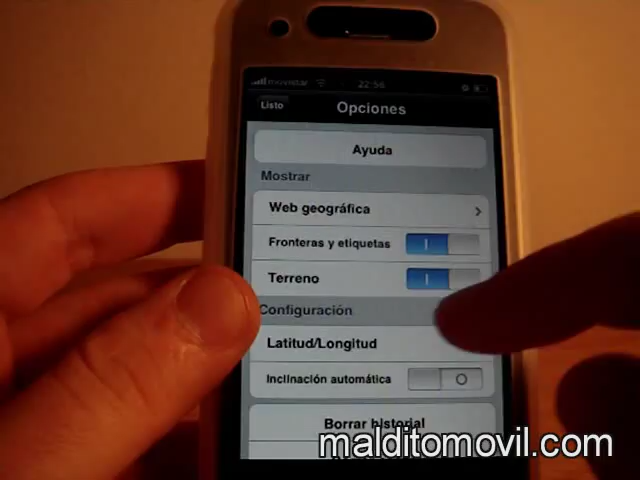 movistar 22:56
Listo Opciones
Ayuda
Mostrar
Web geográfica
Fronteras y etiquetas
Terreno
Configuración
Latitud/Longitud
Inclinación automática
Borrar historial
malditomovil.com